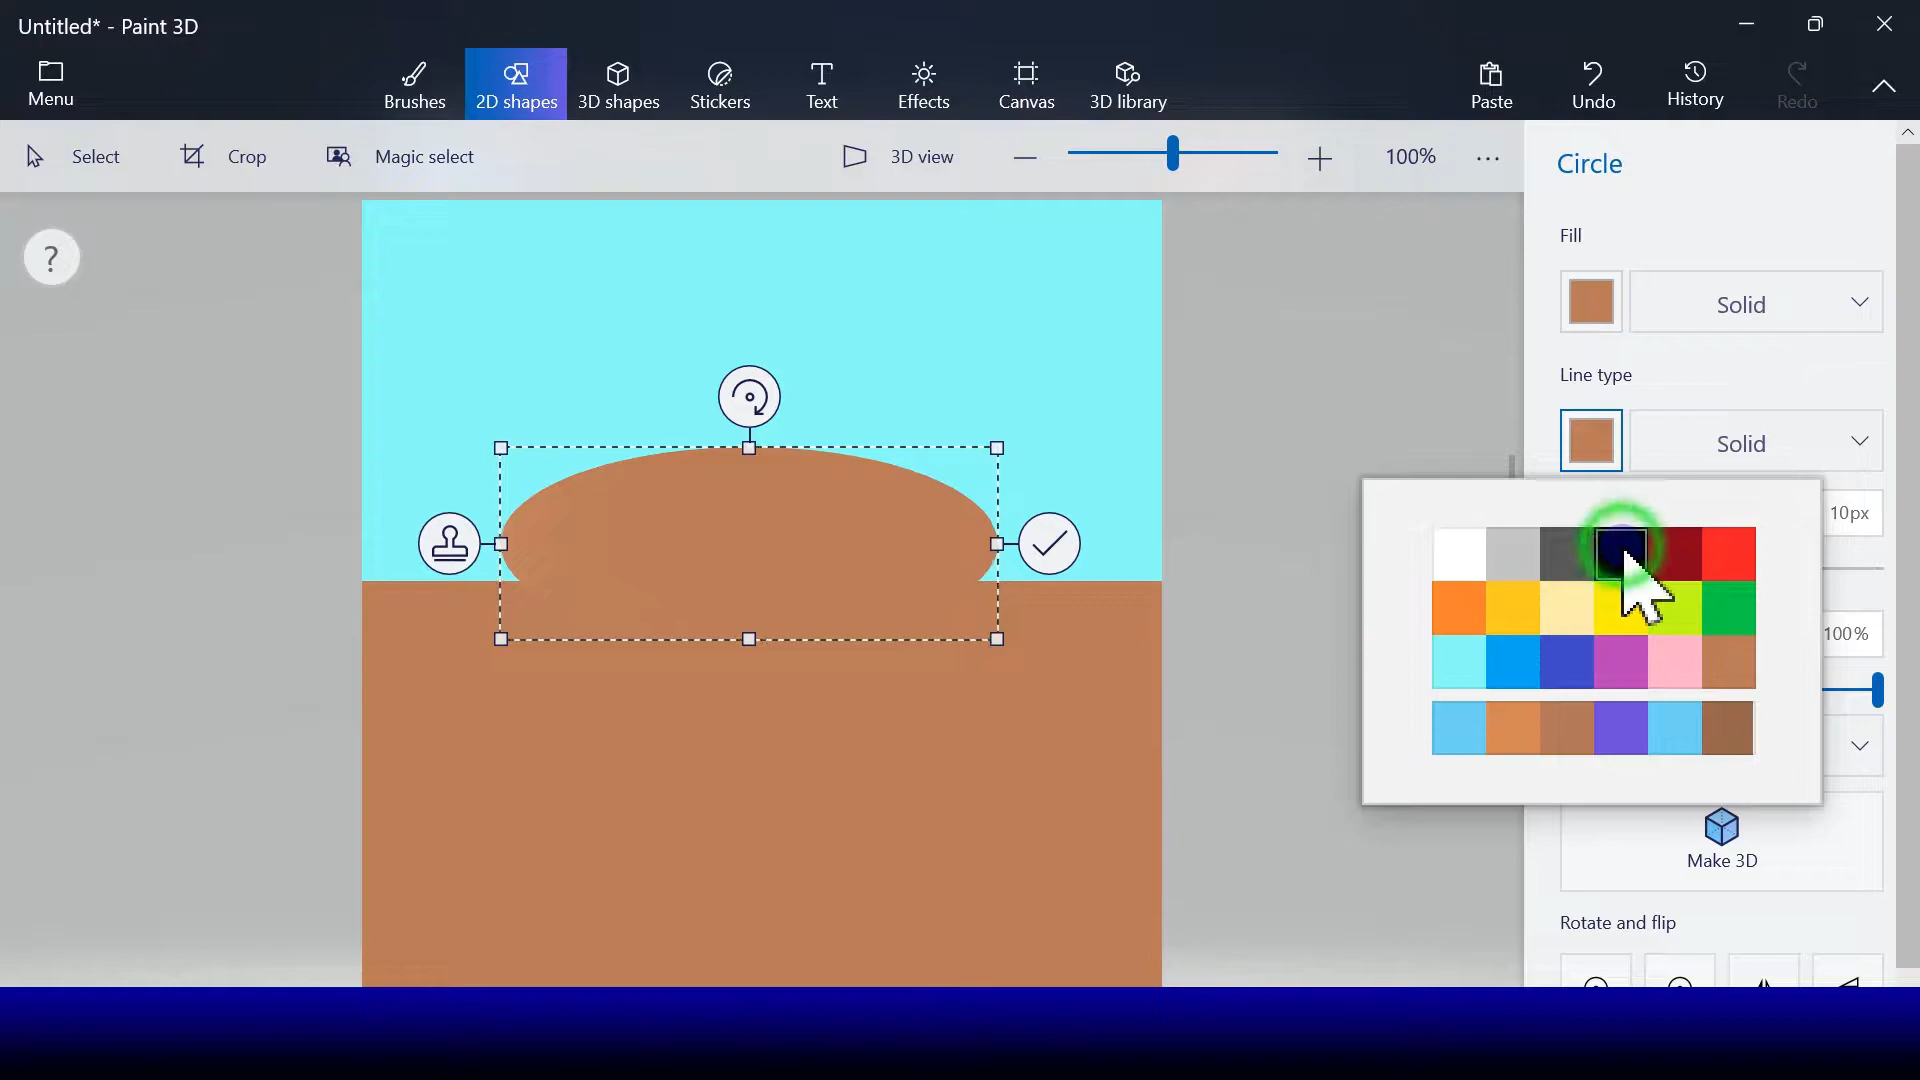 Untitled* - Paint 3D
Menu
Brushes
2D shapes
3D shapes
Stickers
Text
Effects
Canvas
3D library
Paste
Undo
History
Redo
Select
Crop
Magic select
3D view
100%
...
?
Circle
Fill
Solid
Line type
Solid
10px
100%
Make 3D
Rotate and flip